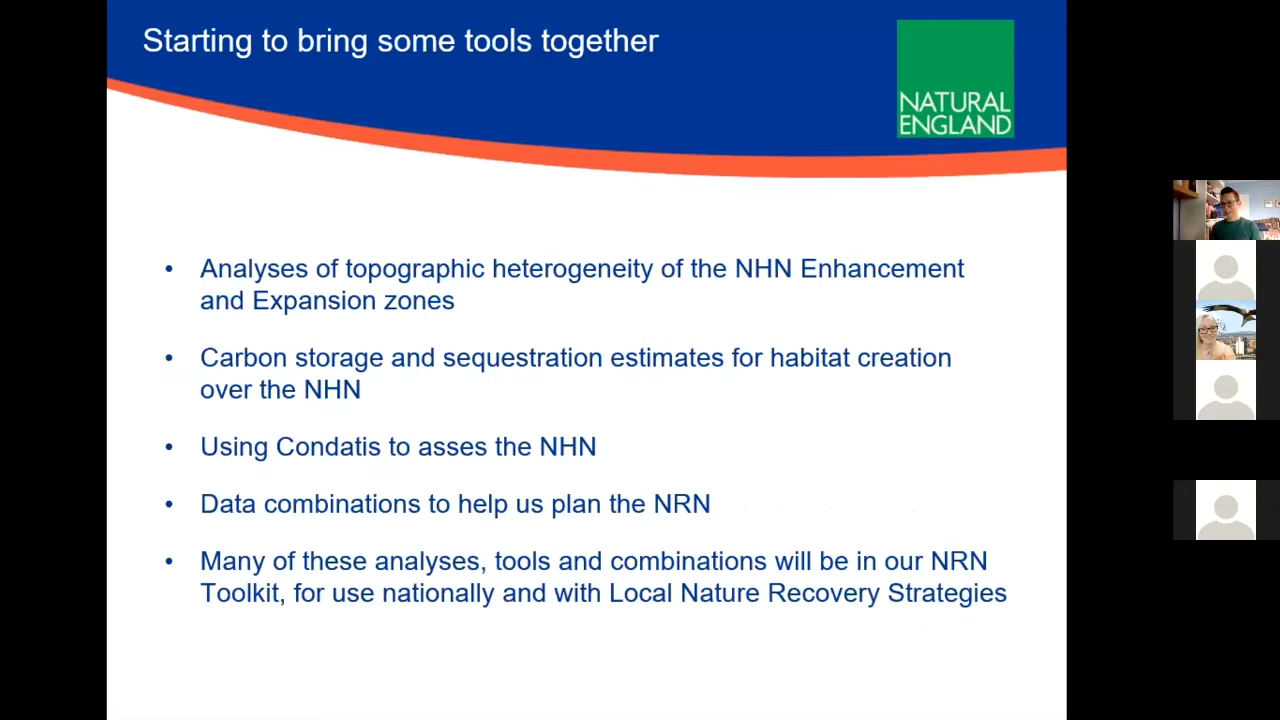 Starting to bring some tools together
NATURAL
ENGLAND
• Analyses of topographic heterogeneity of the NHN Enhancement
and Expansion zones
• Carbon storage and sequestration estimates for habitat creation
over the NHN
• Using Condatis to asses the NHN
• Data combinations to help us plan the NRN
• Many of these analyses, tools and combinations will be in our NRN
Toolkit, for use nationally and with Local Nature Recovery Strategies